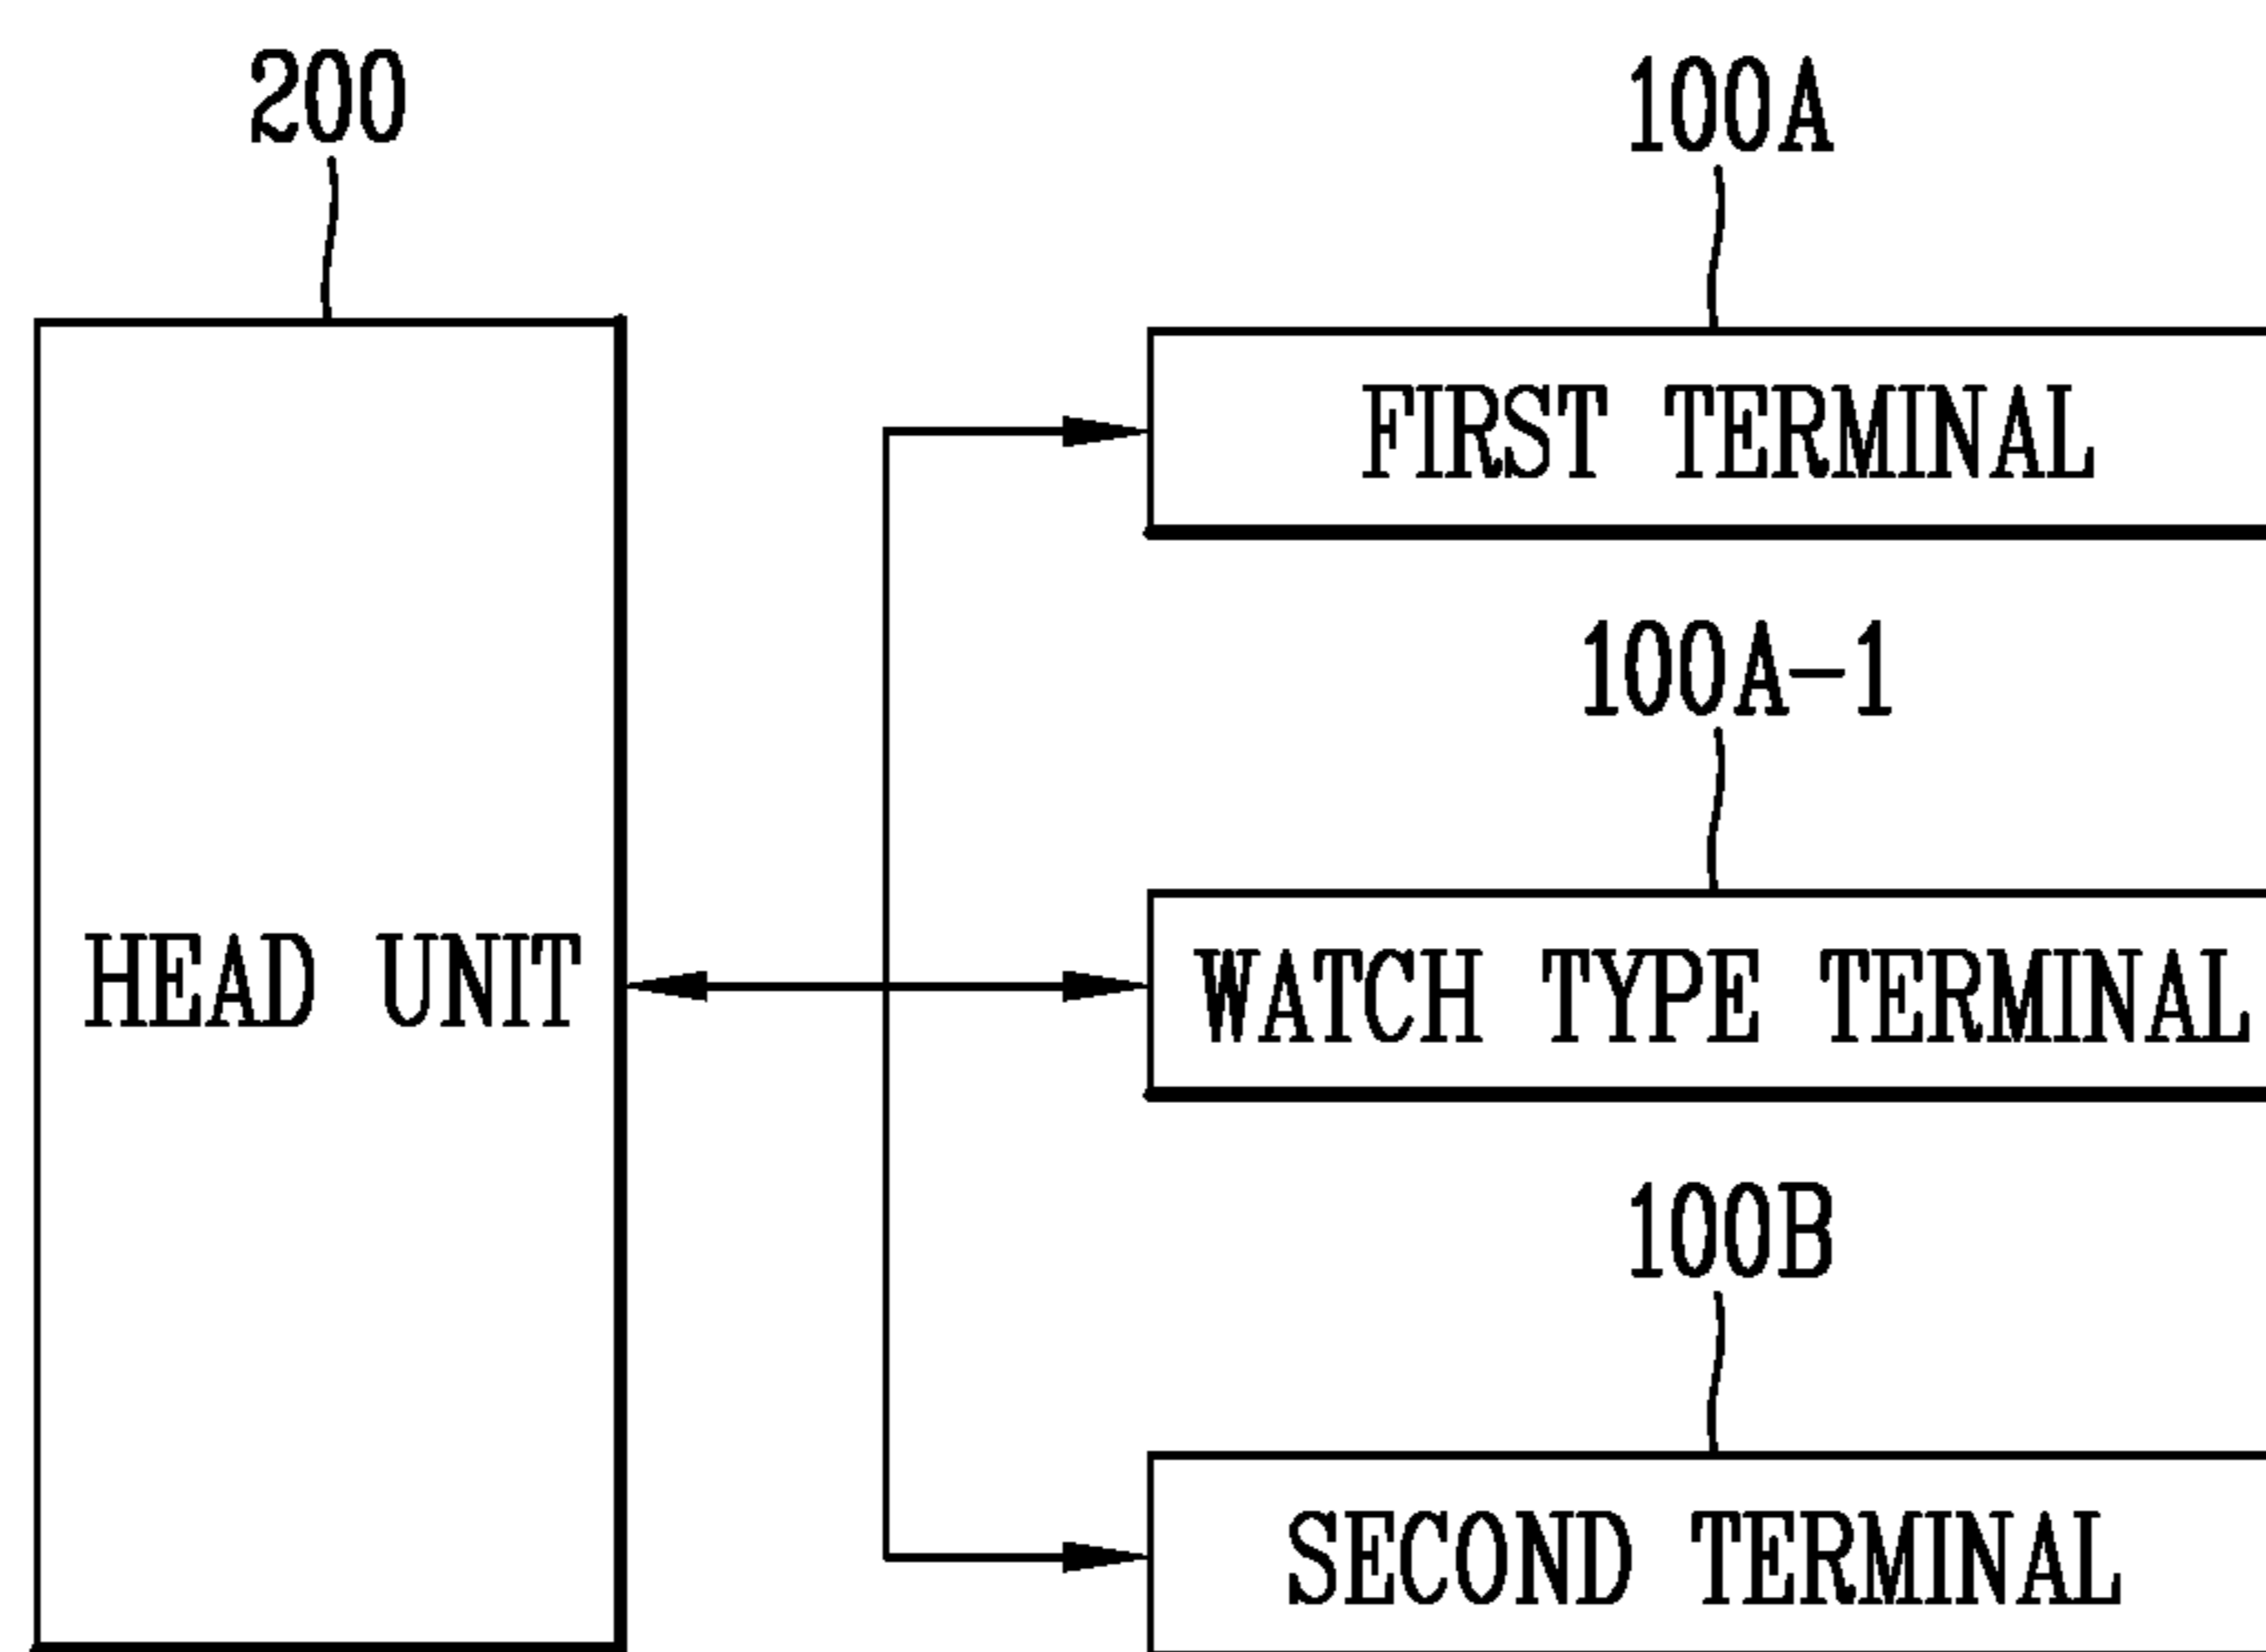 200
HEAD UNIT
100A
FIRST TERMINAL
100A-1
WATCH TYPE TERMINAL
100B
SECOND TERMINAL